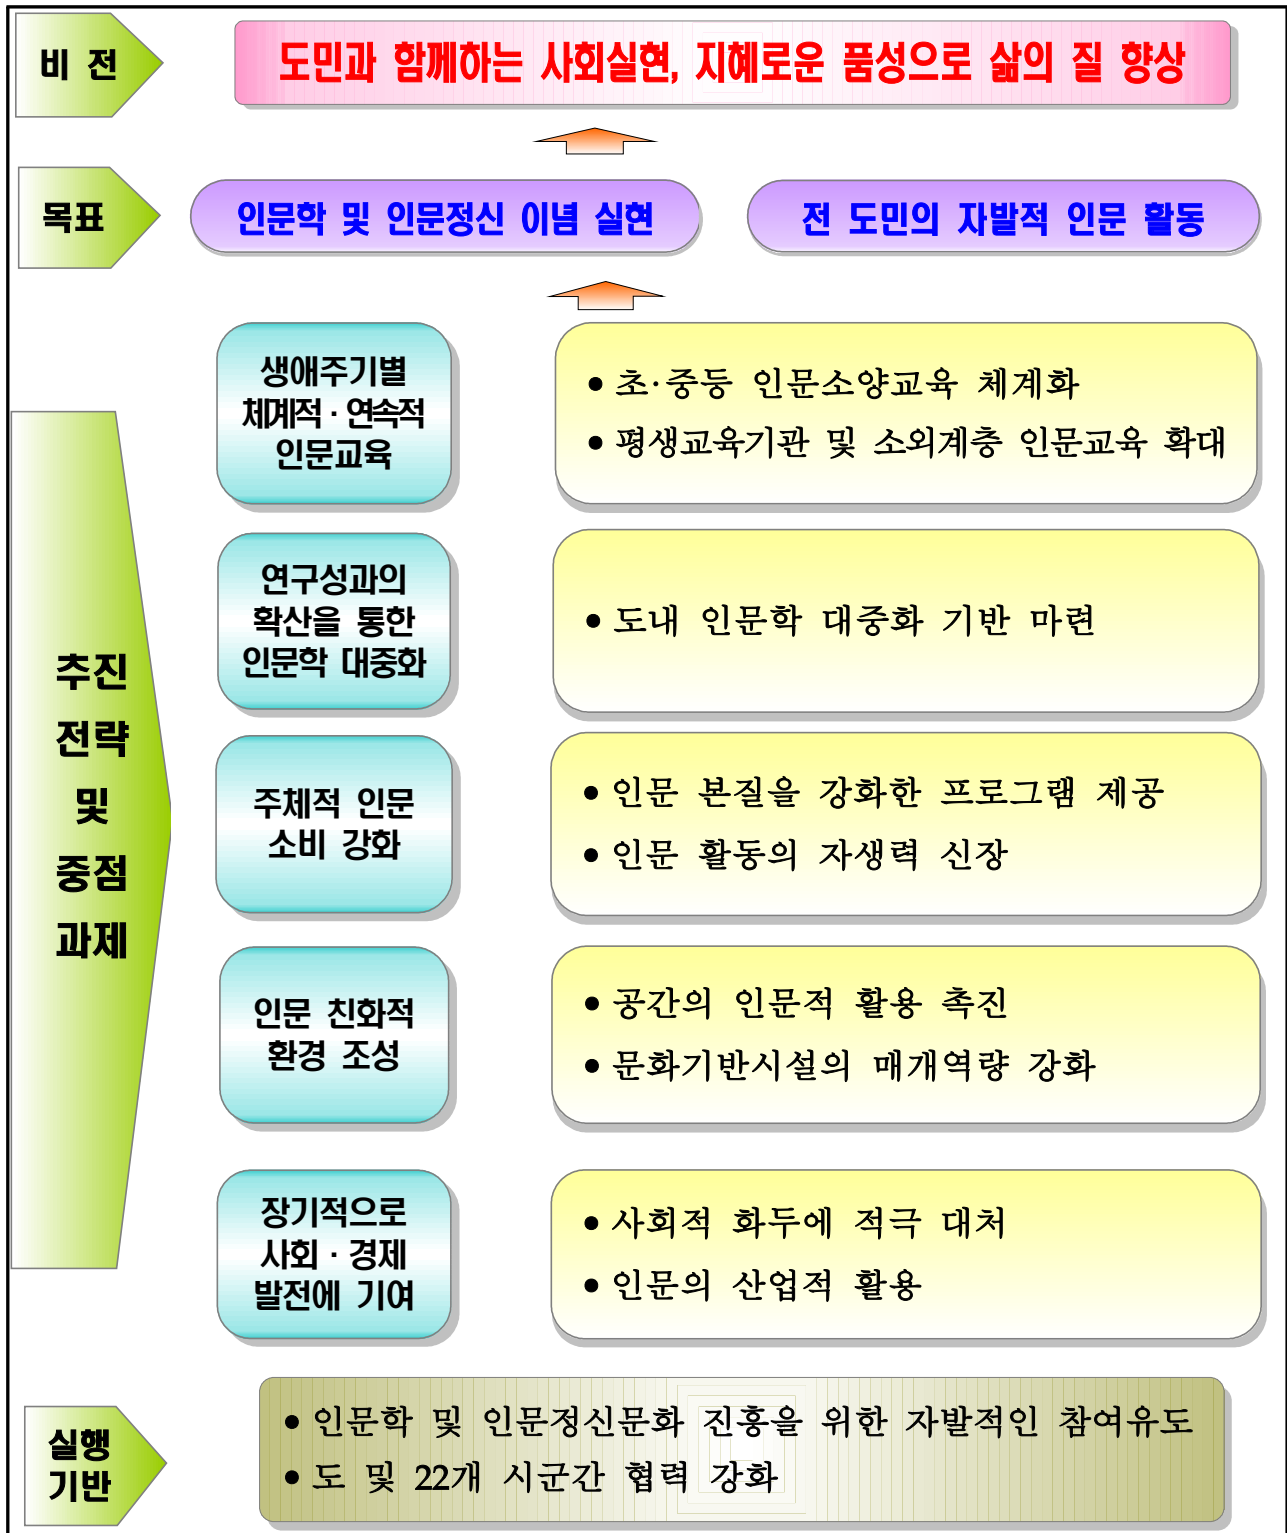 비 전
도민과 함께하는 사회실현, 지혜로운 품성으로 삶의 질 향상
목표
인문학 및 인문정신 이념 실현
전 도민의 자발적 인문 활동
추진
전략
및
중점
과제
생애주기별
체계적·연속적
인문교육
• 초·중등 인문소양교육 체계화
• 평생교육기관 및 소외계층 인문교육 확대
연구성과의
확산을 통한
인문학 대중화
• 도내 인문학 대중화 기반 마련
주체적 인문
소비 강화
• 인문 본질을 강화한 프로그램 제공
• 인문 활동의 자생력 신장
인문 친화적
환경 조성
• 공간의 인문적 활용 촉진
• 문화기반시설의 매개역량 강화
장기적으로
사회·경제
발전에 기여
• 사회적 화두에 적극 대처
• 인문의 산업적 활용
실행
기반
• 인문학 및 인문정신문화 진흥을 위한 자발적인 참여유도
• 도 및 22개 시군간 협력 강화